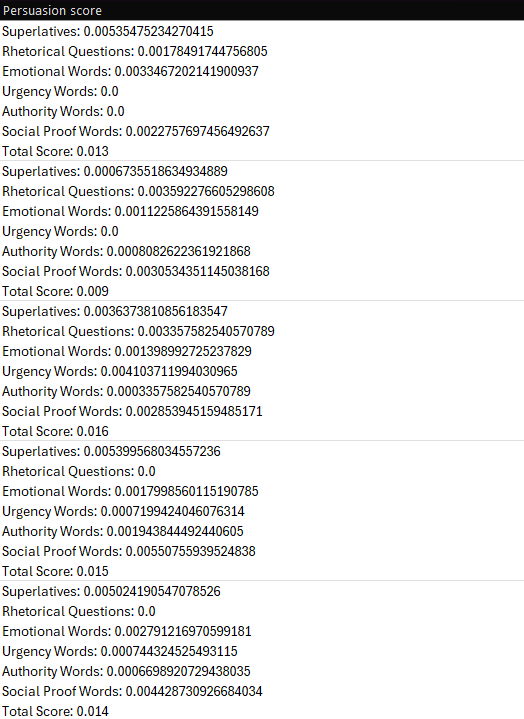 Persuasion score
Superlatives: 0.00535475234270415
Rhetorical Questions: 0.00178491744756805
Emotional Words: 0.0033467202141900937
Urgency Words: 0.0
Authority Words: 0.0
Social Proof Words: 0.0022757697456492637
Total Score: 0.013
Superlatives: 0.0006735518634934889
Rhetorical Questions: 0.003592276605298608
Emotional Words: 0.0011225864391558149
Urgency Words: 0.0
Authority Words: 0.0008082622361921868
Social Proof Words: 0.0030534351145038168
Total Score: 0.009
Superlatives: 0.0036373810856183547
Rhetorical Questions: 0.003357582540570789
Emotional Words: 0.001398992725237829
Urgency Words: 0.004103711994030965
Authority Words: 0.0003357582540570789
Social Proof Words: 0.002853945159485171
Total Score: 0.016
Superlatives: 0.005399568034557236
Rhetorical Questions: 0.0
Emotional Words: 0.0017998560115190785
Urgency Words: 0.0007199424046076314
Authority Words: 0.001943844492440605
Social Proof Words: 0.00550755939524838
Total Score: 0.015
Superlatives: 0.005024190547078526
Rhetorical Questions: 0.0
Emotional Words: 0.002791216970599181
Urgency Words: 0.000744324525493115
Authority Words: 0.0006698920729438035
Social Proof Words: 0.004428730926684034
Total Score: 0.014